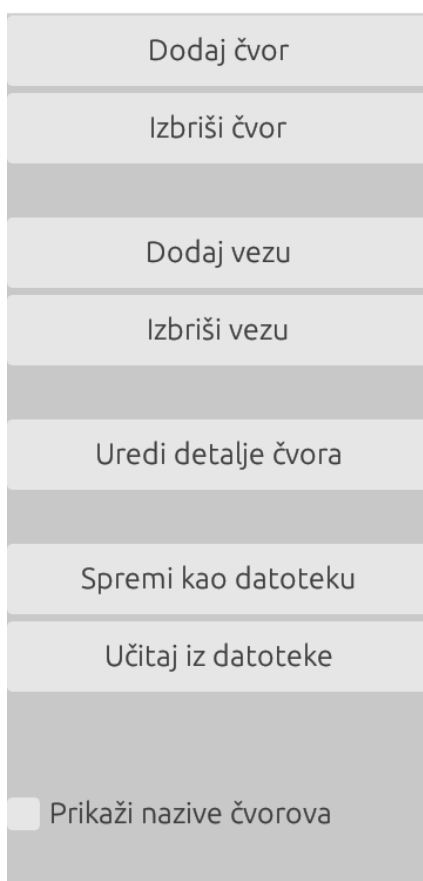 Dodaj čvor
Izbriši čvor
Dodaj vezu
Izbriši vezu
Uredi detalje čvora
Spremi kao datoteku
Učitaj iz datoteke
Prikaži nazive čvorova